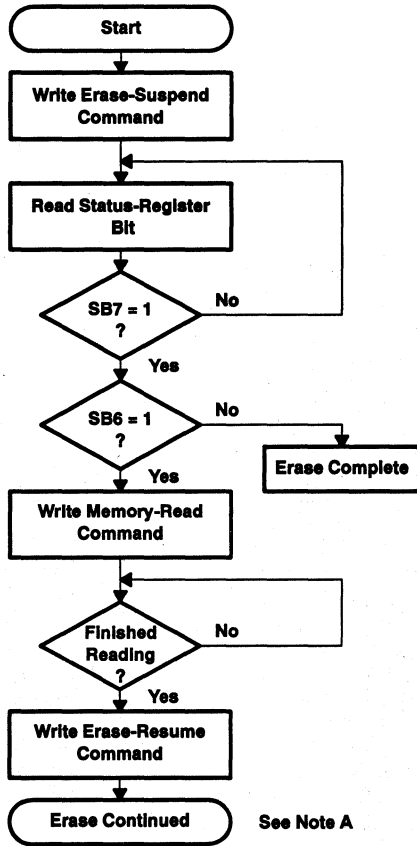 Start
Write Erase-Suspend
Command
Read Status-Register
Bit
SB7 = 1
?
No
Yes
SB6 = 1
?
No
Erase Complete
Yes
Write Memory-Read
Command
Finished
Reading
?
No
Yes
Write Erase-Resume
Command
Erase Continued
See Note A